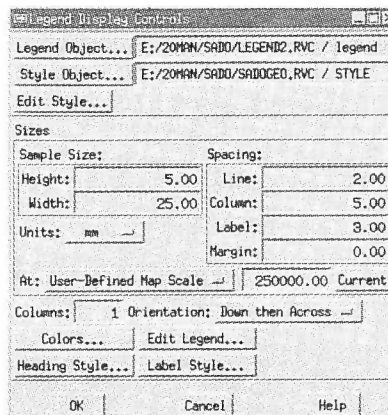 Legend Display Controls
Legend Object... E:/20MAN/SADO/LEGEND2.RVC / legend
Style Object... E:/20MAN/SADO/SADOGEO.RVC / STYLE
Edit Style...
Sizes
Sample Size: Spacing:
Height: 5.00 Line: 2.00
Width: 25.00 Column: 5.00
Units: mm Label: 3.00
Margin: 0.00
At: User-Defined Map Scale 250000.00 Current
Columns: 1 Orientation: Down then Across
Colors... Edit Legend...
Heading Style... Label Style...
OK Cancel Help